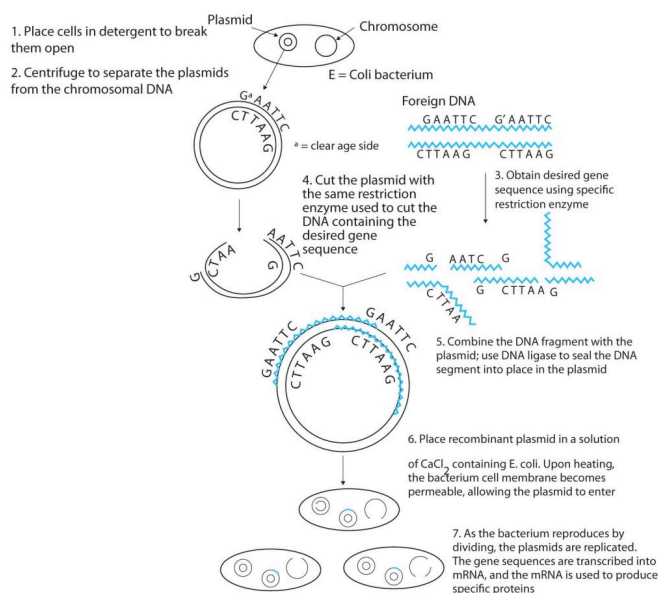 Plasmid
Chromosome
1. Place cells in detergent to break
them open
2. Centrifuge to separate the plasmids
from the chromosomal DNA
E = Coli bacterium
GªAATTC
CTTAAG
ª = clear age side
Foreign DNA
GAATTC G'AATTC
CTTAAG CTTAAG
3. Obtain desired gene
sequence using specific
restriction enzyme
4. Cut the plasmid with
the same restriction
enzyme used to cut the
DNA containing the
desired gene
sequence
G
CTAA
AATTC
G
G AATC G
CTTAA
G CTTAA G
5. Combine the DNA fragment with the
plasmid; use DNA ligase to seal the DNA
segment into place in the plasmid
GAATTC
GAATTC
CTTAAG
CTTAAG
6. Place recombinant plasmid in a solution
of CaCl2 containing E. coli. Upon heating,
the bacterium cell membrane becomes
permeable, allowing the plasmid to enter
7. As the bacterium reproduces by
dividing, the plasmids are replicated.
The gene sequences are transcribed into
mRNA, and the mRNA is used to produce
specific proteins